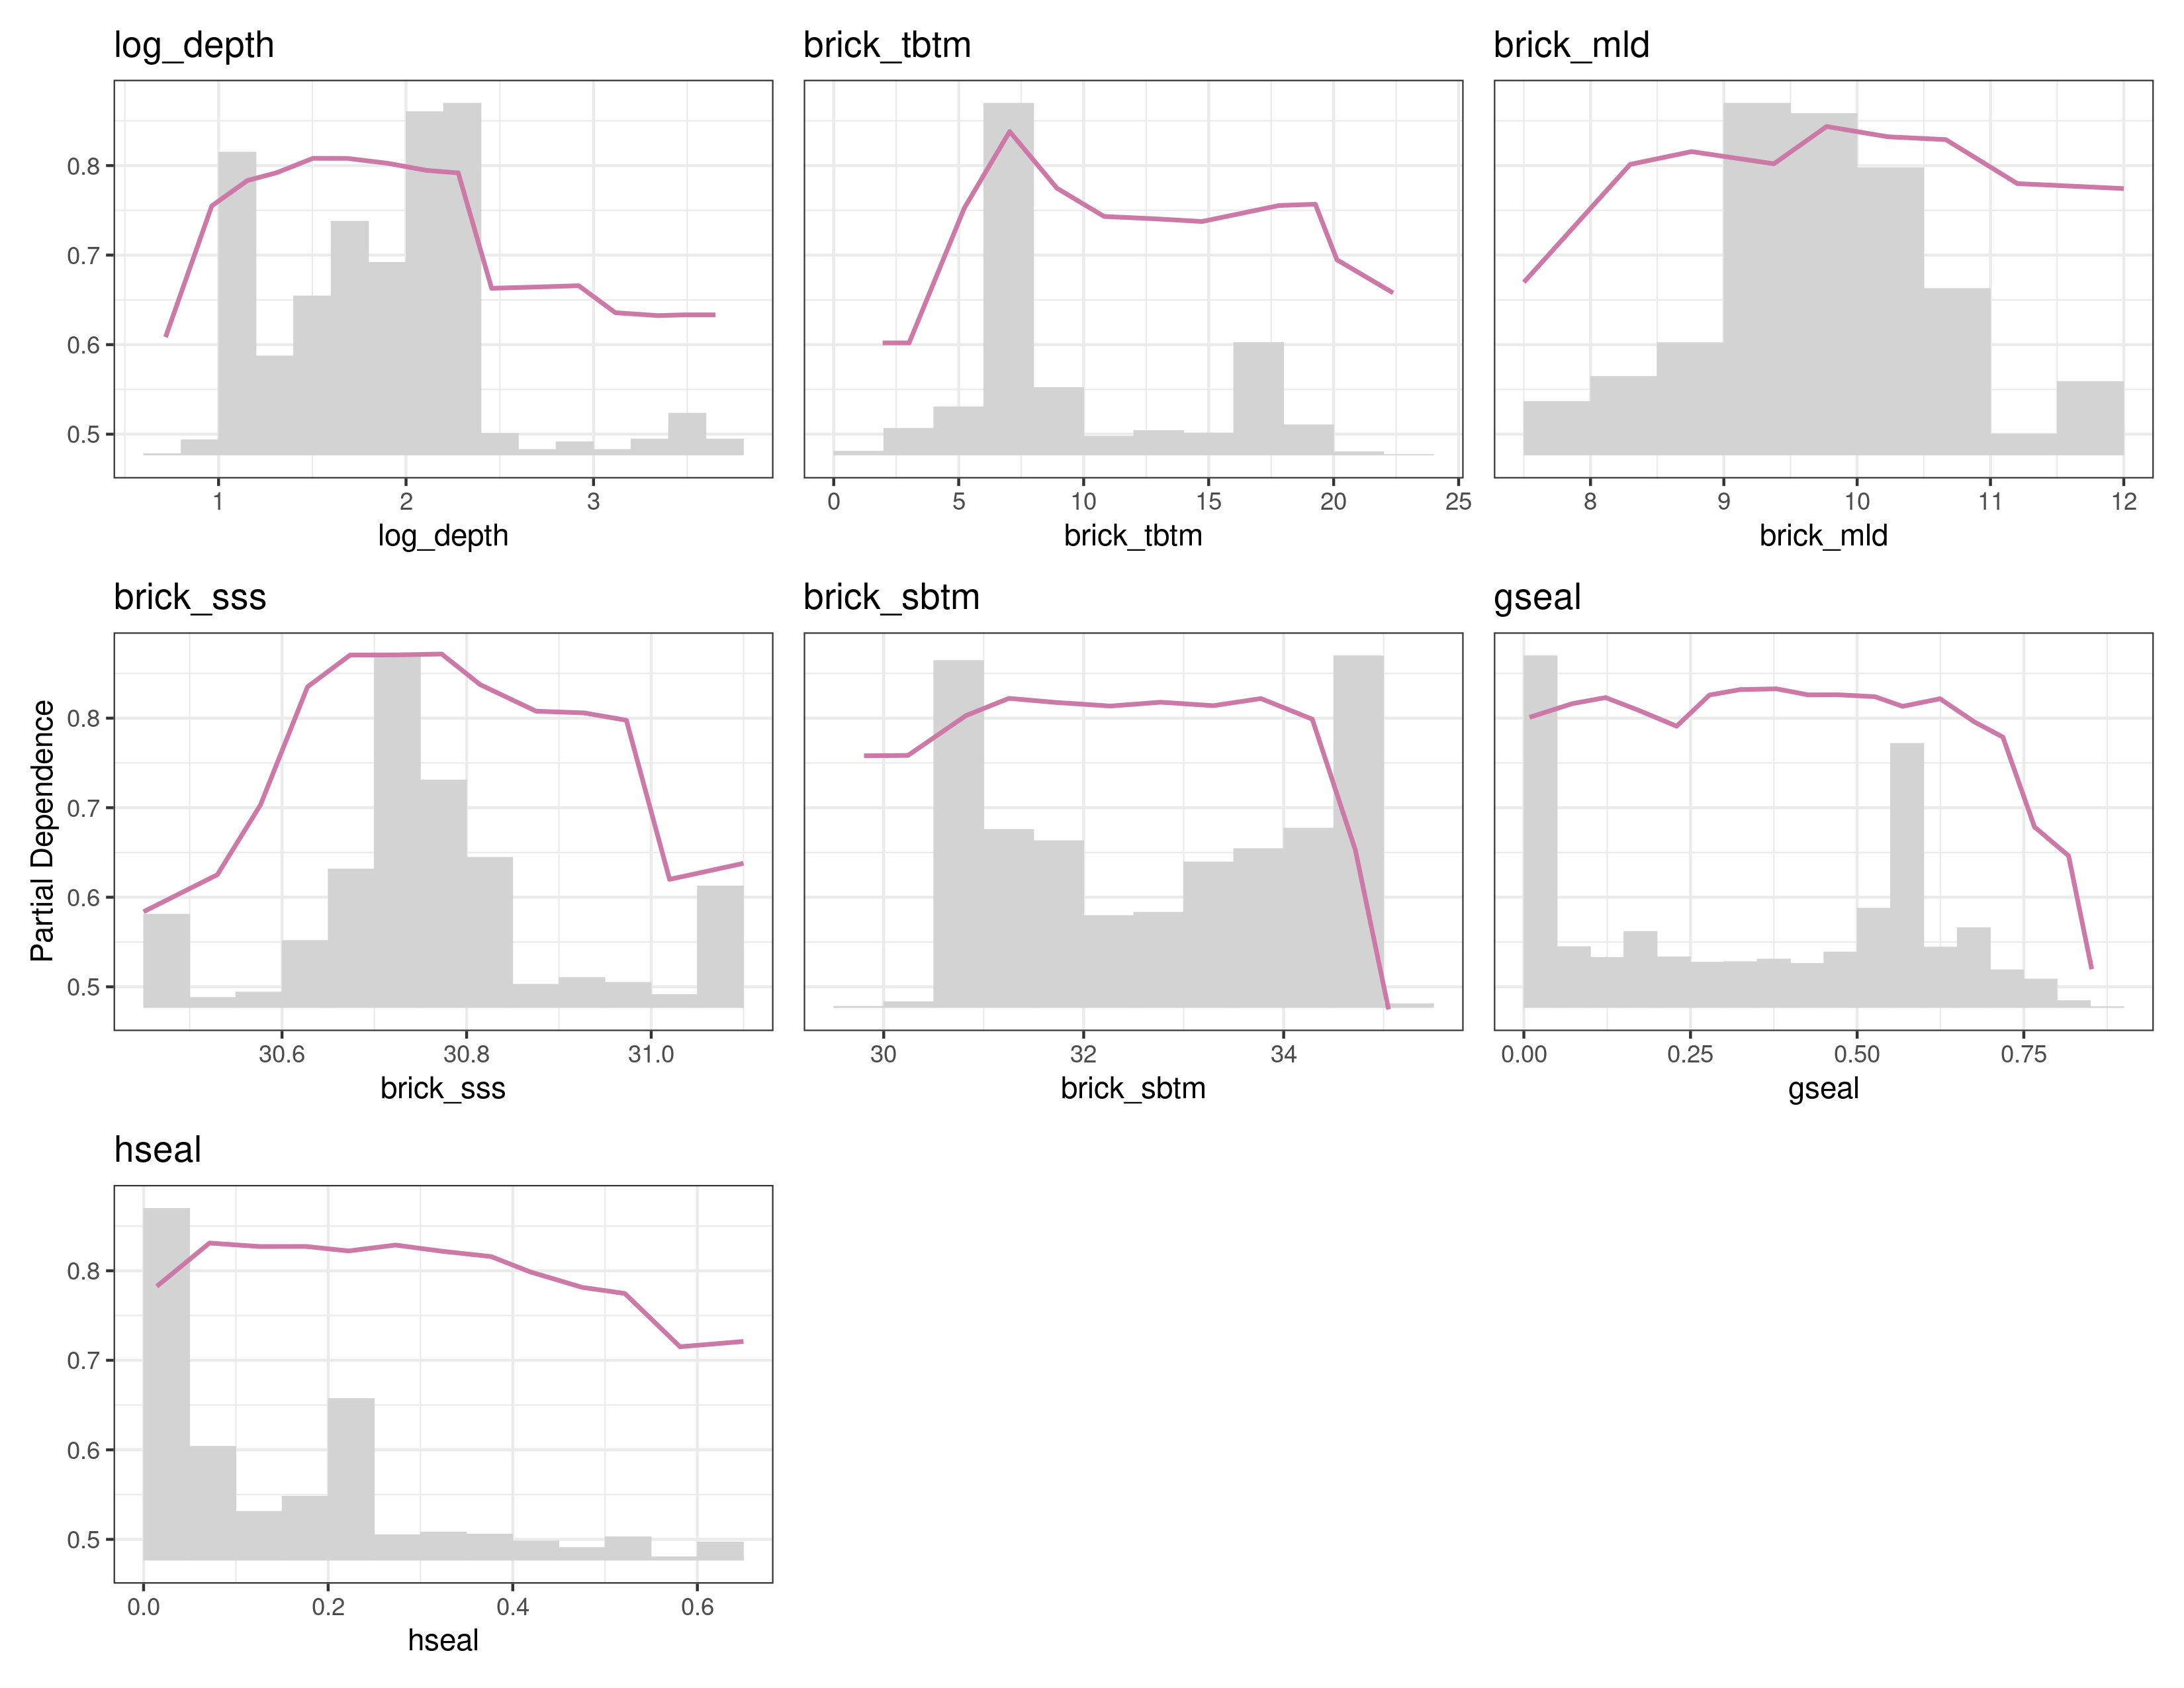 log_depth
brick_tbtm
brick_mld
0.8
0.7
0.6
0.5
1 2 3
0 5 10 15 20 25
8 9 10 11 12
log_depth
brick_tbtm
brick_mld
brick_sss
brick_sbtm
gseal
Partial Dependence
0.8
0.7
0.6
0.5
30.6 30.8 31.0
30 32 34
0.00 0.25 0.50 0.75
brick_sss
brick_sbtm
gseal
hseal
0.8
0.7
0.6
0.5
0.0 0.2 0.4 0.6
hseal